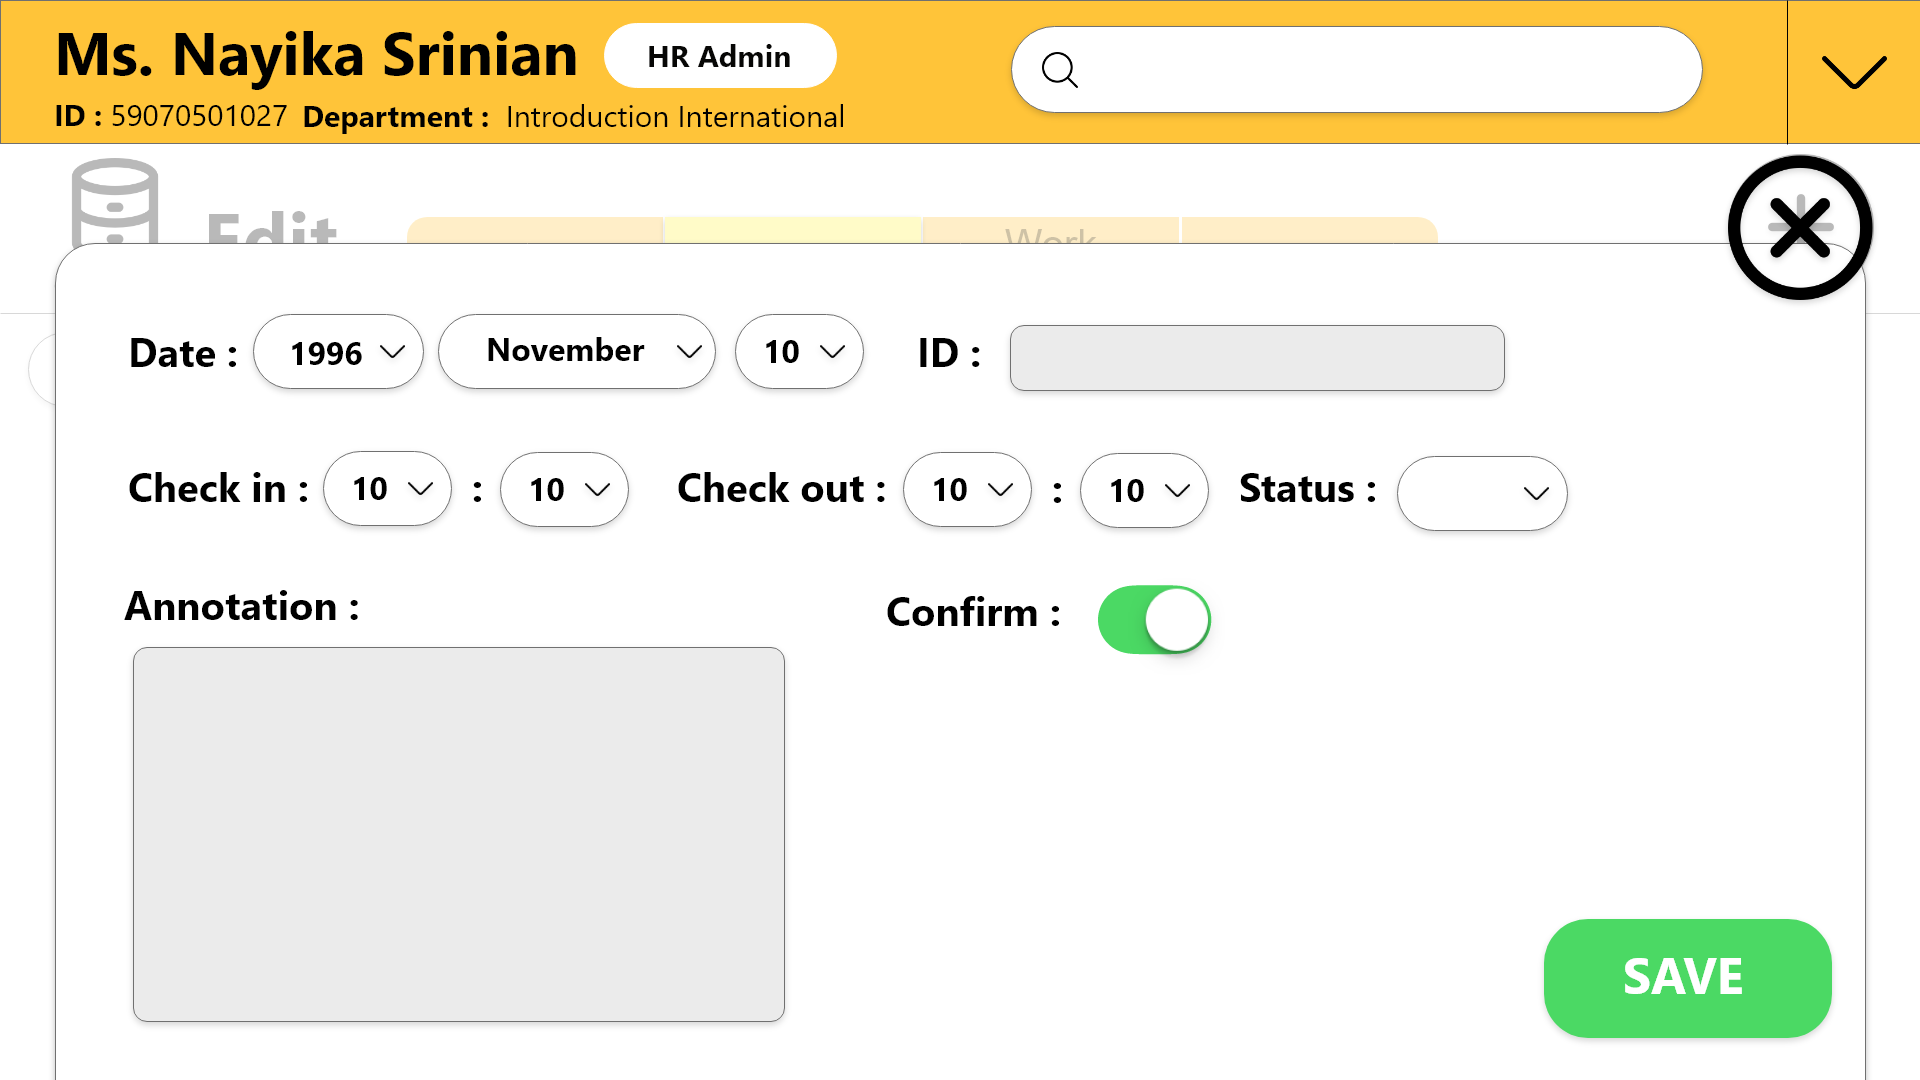 Ms. Nayika Srinian HR Admin
ID : 59070501027 Department : Introduction International
Edit
Work
Date : 1996 November 10 ID :
Check in : 10 : 10 Check out : 10 : 10 Status :
Annotation :
Confirm :
SAVE